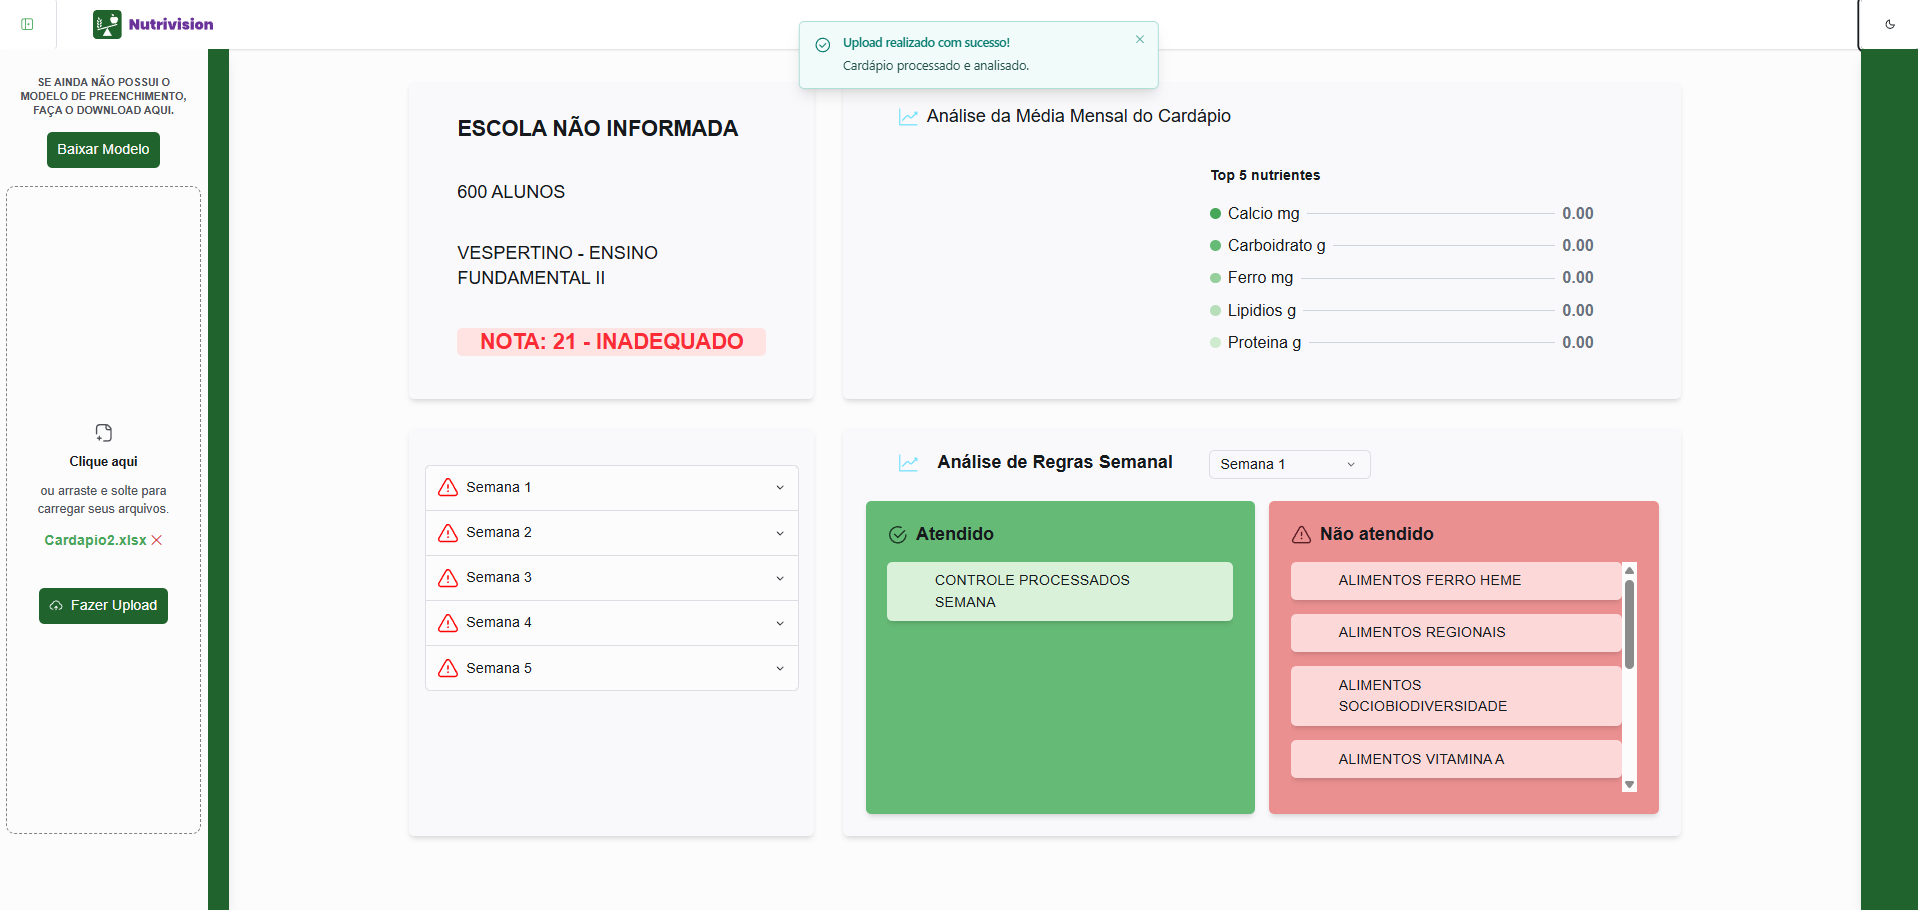 Nutrivision
Upload realizado com sucesso!
Cardápio processado e analisado.
SE AINDA NÃO POSSUI O
MODELO DE PREENCHIMENTO,
FAÇA O DOWNLOAD AQUI.
Baixar Modelo
Clique aqui
ou arraste e solte para
carregar seus arquivos.
Cardapio2.xlsx
Fazer Upload
ESCOLA NÃO INFORMADA
600 ALUNOS
VESPERTINO - ENSINO
FUNDAMENTAL II
NOTA: 21 - INADEQUADO
Análise da Média Mensal do Cardápio
Top 5 nutrientes
Calcio mg 0.00
Carboidrato g 0.00
Ferro mg 0.00
Lipidios g 0.00
Proteina g 0.00
Semana 1
Semana 2
Semana 3
Semana 4
Semana 5
Análise de Regras Semanal
Semana 1
Atendido
CONTROLE PROCESSADOS
SEMANA
Não atendido
ALIMENTOS FERRO HEME
ALIMENTOS REGIONAIS
ALIMENTOS
SOCIOBIODIVERSIDADE
ALIMENTOS VITAMINA A